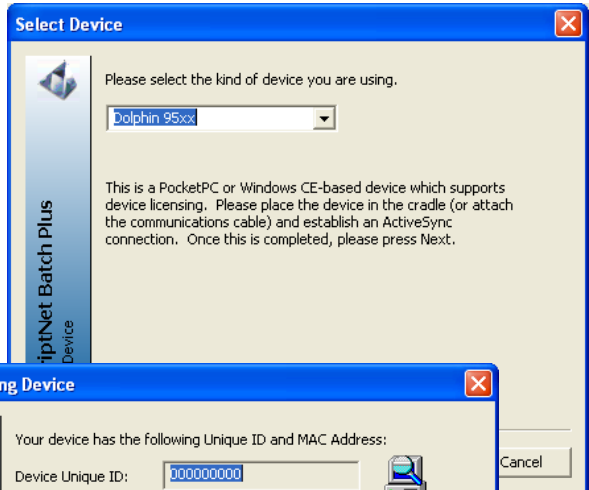 Select Device
Please select the kind of device you are using.
Dolphin 95xx
This is a PocketPC or Windows CE-based device which supports
device licensing. Please place the device in the cradle (or attach
the communications cable) and establish an ActiveSync
connection. Once this is completed, please press Next.
iptNet Batch Plus
Device
ng Device
Your device has the following Unique ID and MAC Address:
Cancel
Device Unique ID: 000000000